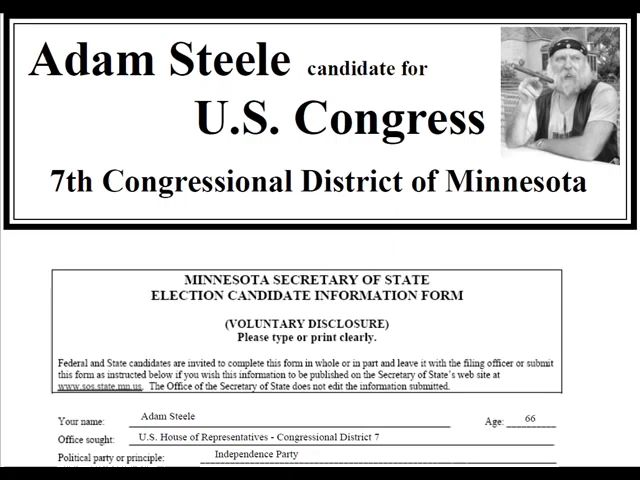 Adam Steele candidate for
U.S. Congress
7th Congressional District of Minnesota
MINNESOTA SECRETARY OF STATE
ELECTION CANDIDATE INFORMATION FORM
(VOLUNTARY DISCLOSURE)
Please type or print clearly.
Federal and State candidates are invited to complete this form in whole or in part and leave it with the filing officer or submit
this form as instructed below if you wish this information to be published on the Secretary of State's web site at
www.sos.state.mn.us. The Office of the Secretary of State does not edit the information submitted.
Your name: Adam Steele Age: 66
Office sought: U.S. House of Representatives - Congressional District 7
Political party or principle: Independence Party